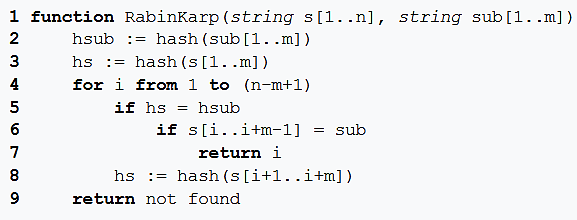 1 function RabinKarp(string s[1..n], string sub[1..m])
2     hsub := hash(sub[1..m])
3     hs := hash(s[1..m])
4     for i from 1 to (n-m+1)
5         if hs = hsub
6             if s[i..i+m-1] = sub
7                 return i
8         hs := hash(s[i+1..i+m])
9     return not found